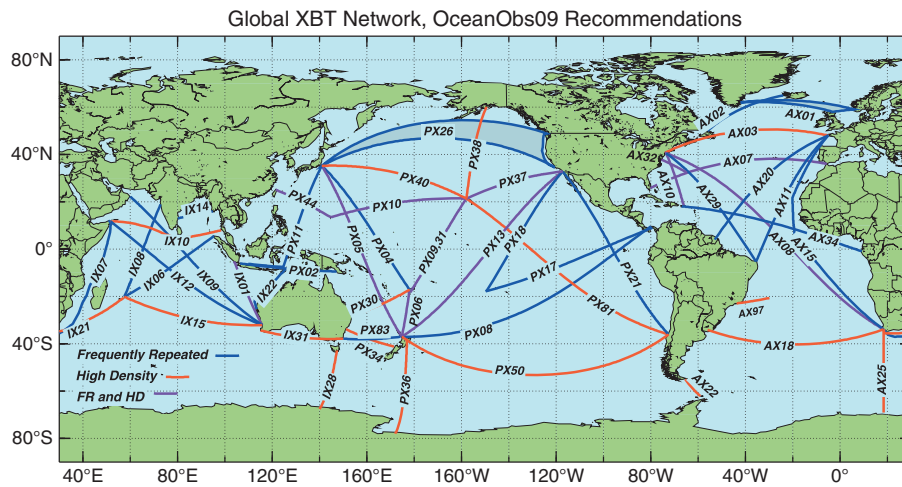 Global XBT Network, OceanObs09 Recommendations
80°N
40°N
0°
40°S
80°S
40°E
80°E
120°E
160°E
160°W
120°W
80°W
40°W
0°
PX26
PX38
PX40
PX37
PX10
PX44
PX05
PX04
PX09,31
PX13
PX18
PX17
PX21
PX81
PX30
PX06
PX08
PX83
PX34
PX50
PX36
PX11
PX02
IX22
IX01
IX14
IX10
IX09
IX08
IX06
IX12
IX07
IX21
IX15
IX31
IX28
AX02
AX01
AX03
AX32
AX10
AX07
AX29
AX20
AX11
AX34
AX08
AX15
AX97
AX18
AX22
AX25
Frequently Repeated
High Density
FR and HD